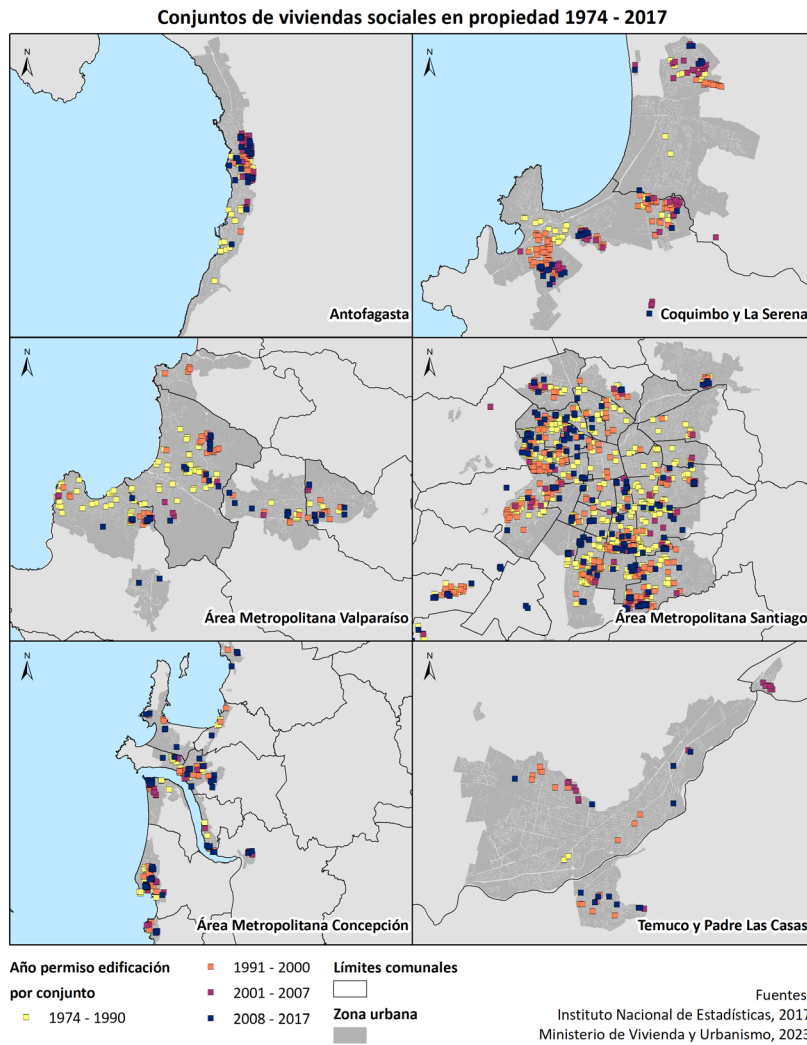 Conjuntos de viviendas sociales en propiedad 1974 - 2017
N
Antofagasta
N
Coquimbo y La Serena
N
Área Metropolitana Valparaíso
N
Área Metropolitana Santiago
N
Área Metropolitana Concepción
N
Temuco y Padre Las Casas
Año permiso edificación
por conjunto
1974 - 1990
1991 - 2000
2001 - 2007
2008 - 2017
Límites comunales
Zona urbana
Fuentes
Instituto Nacional de Estadísticas, 2017
Ministerio de Vivienda y Urbanismo, 2023